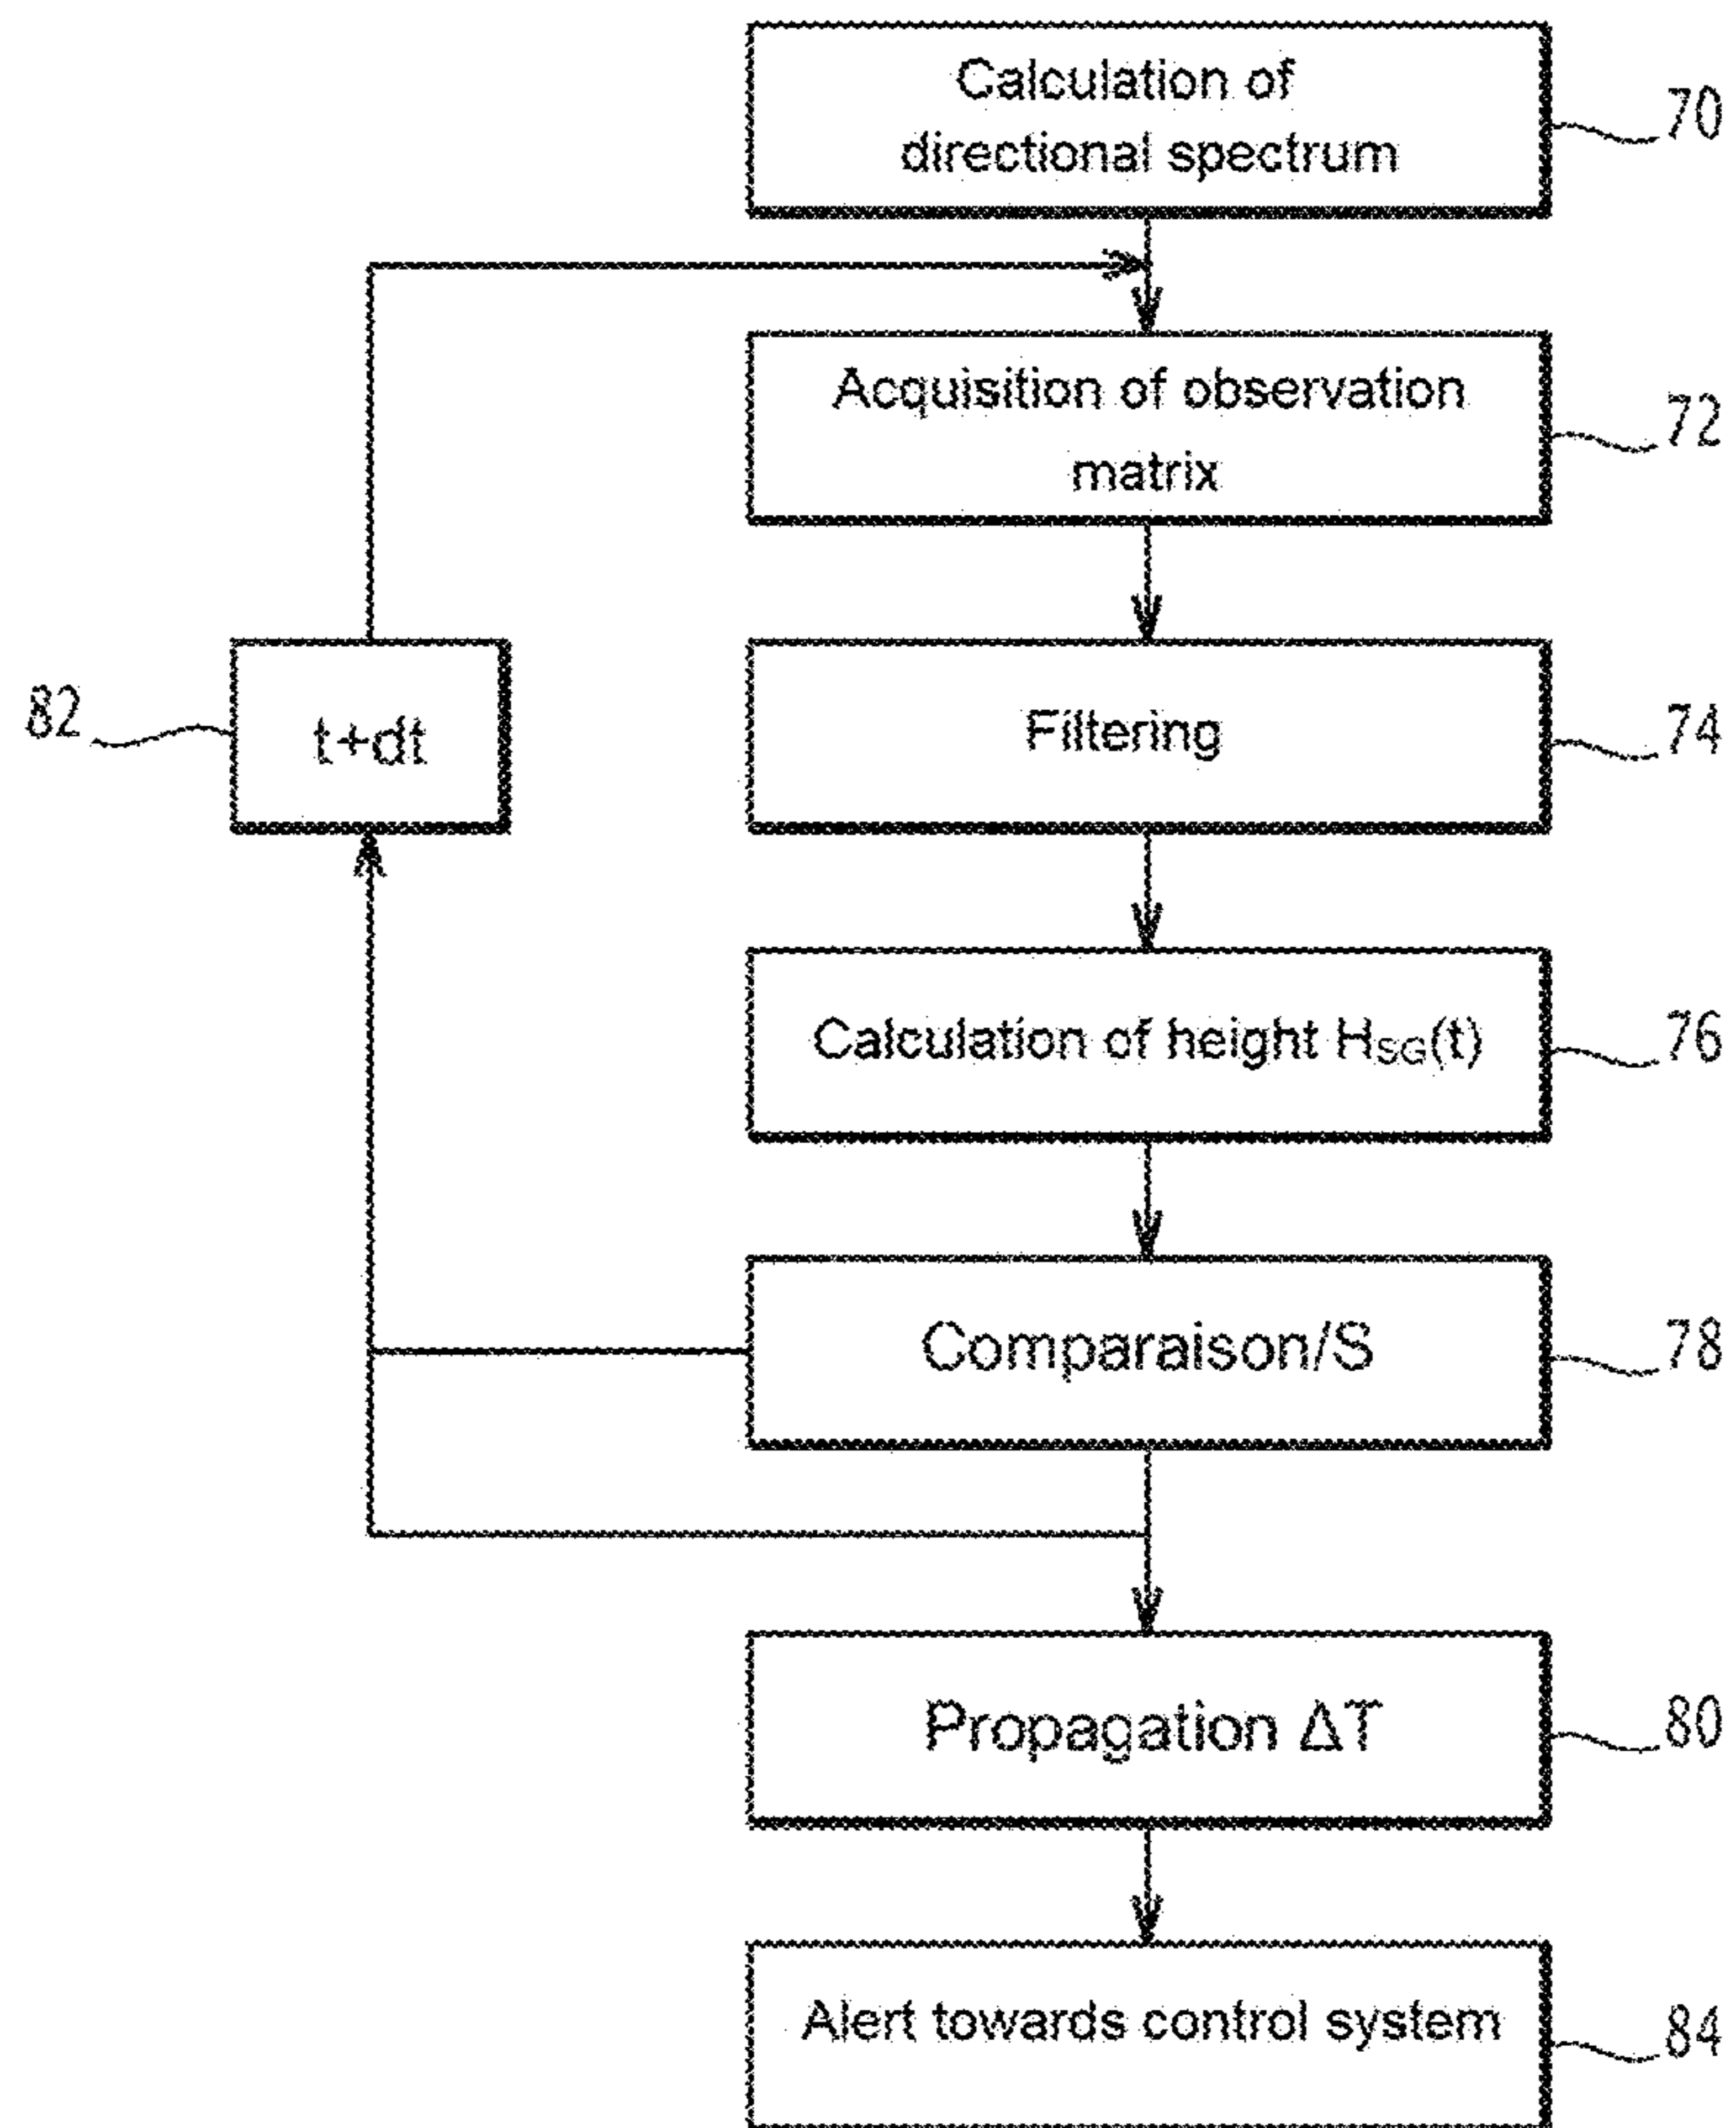 Calculation of
directional spectrum
70
Acquisition of observation
matrix
72
Filtering
74
82
t+dt
Calculation of height H_SG(t)
76
Comparaison/S
78
Propagation ΔT
80
Alert towards control system
84